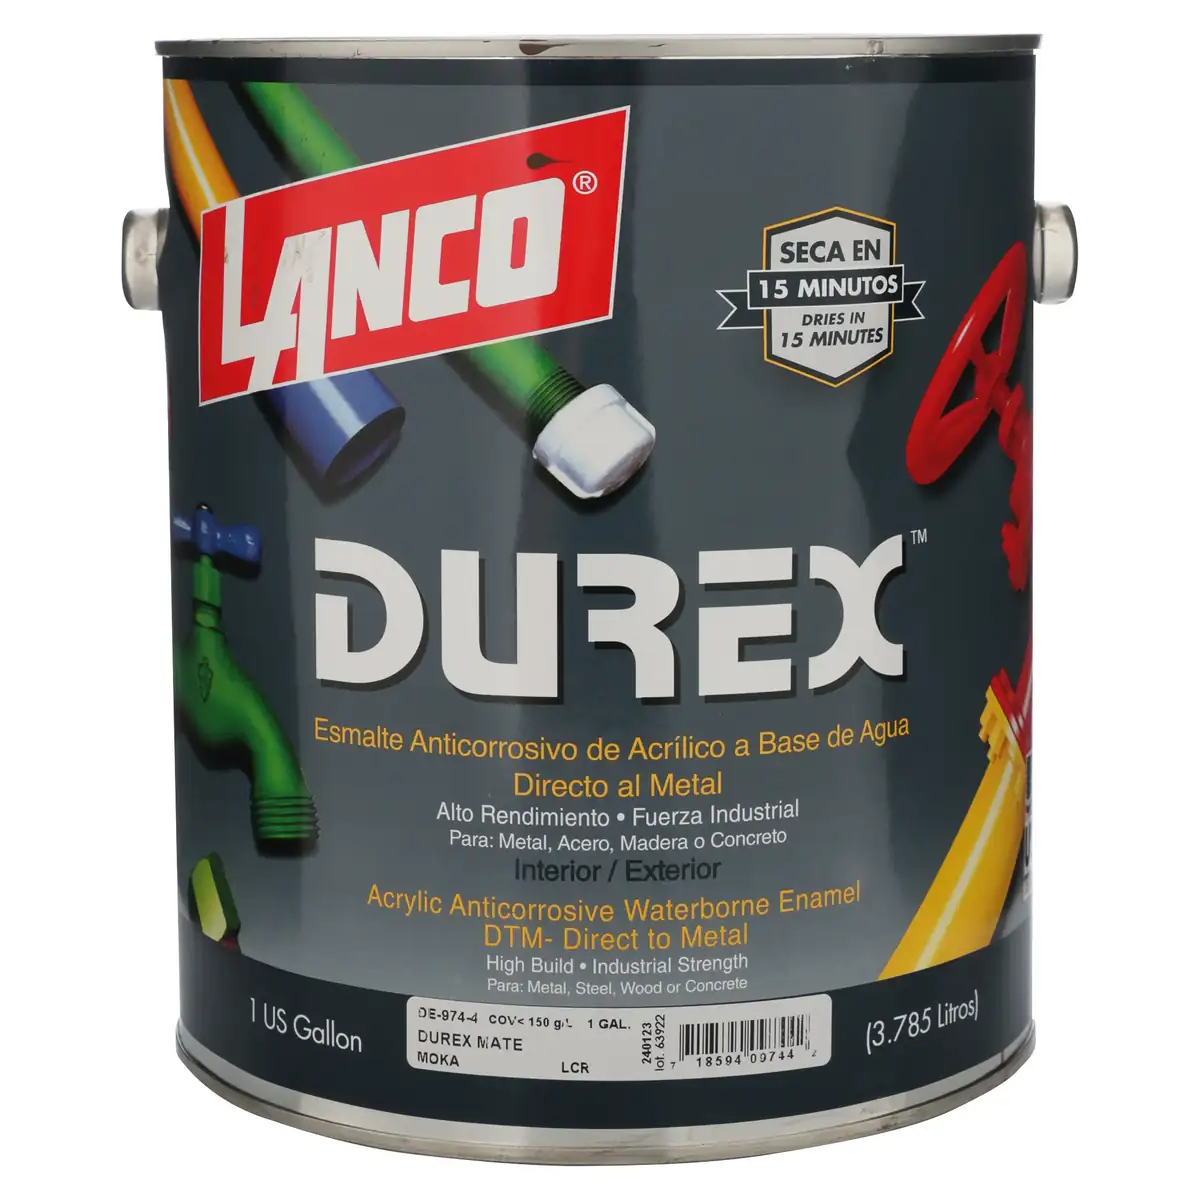 LANCO®
SECA EN
15 MINUTOS
DRIES IN
15 MINUTES
DUREX™
Esmalte Anticorrosivo de Acrílico a Base de Agua
Directo al Metal
Alto Rendimiento • Fuerza Industrial
Para: Metal, Acero, Madera o Concreto
Interior / Exterior
Acrylic Anticorrosive Waterborne Enamel
DTM- Direct to Metal
High Build • Industrial Strength
Para: Metal, Steel, Wood or Concrete
1 US Gallon
DE-974-4 COV< 150 g/L 1 GAL.
DUREX MATE
MOKA LCR
240123
lot. 63922
7 18594 09744 2
(3.785 Litros)